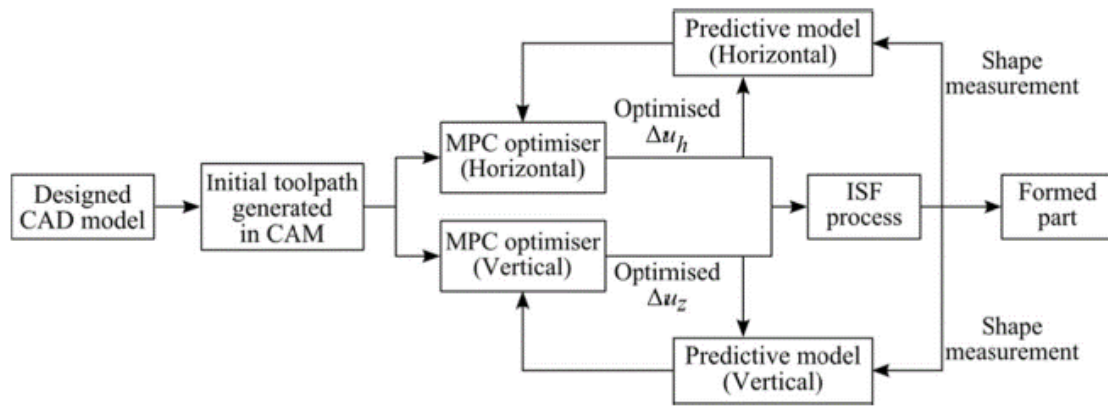 Designed
CAD model
Initial toolpath
generated
in CAM
MPC optimiser
(Horizontal)
MPC optimiser
(Vertical)
Optimised
Δu_h
Optimised
Δu_z
Predictive model
(Horizontal)
Predictive model
(Vertical)
ISF
process
Shape
measurement
Shape
measurement
Formed
part